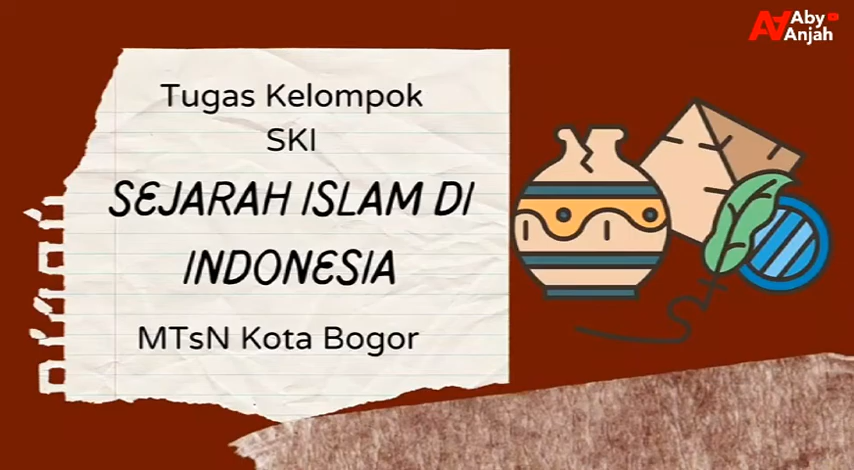 Aby
Anjah
Tugas Kelompok
SKI
SEJARAH ISLAM DI
INDONESIA
MTsN Kota Bogor